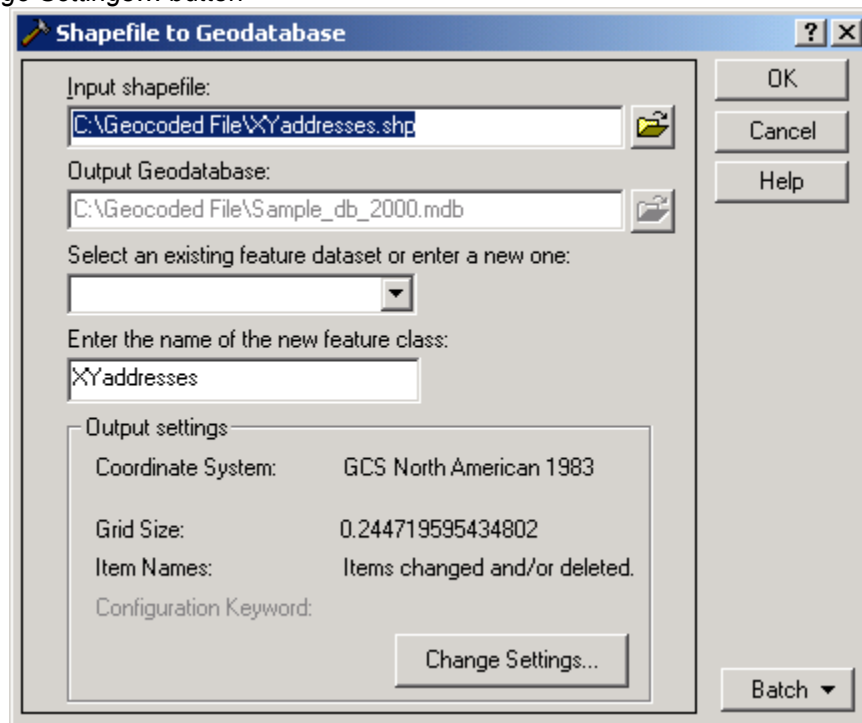 ge Settings… button
Shapefile to Geodatabase
Input shapefile:
C:\Geocoded File\XYaddresses.shp
Output Geodatabase:
C:\Geocoded File\Sample_db_2000.mdb
Select an existing feature dataset or enter a new one:
Enter the name of the new feature class:
XYaddresses
Output settings
Coordinate System: GCS North American 1983
Grid Size: 0.244719595434802
Item Names: Items changed and/or deleted.
Configuration Keyword:
Change Settings...
OK
Cancel
Help
Batch